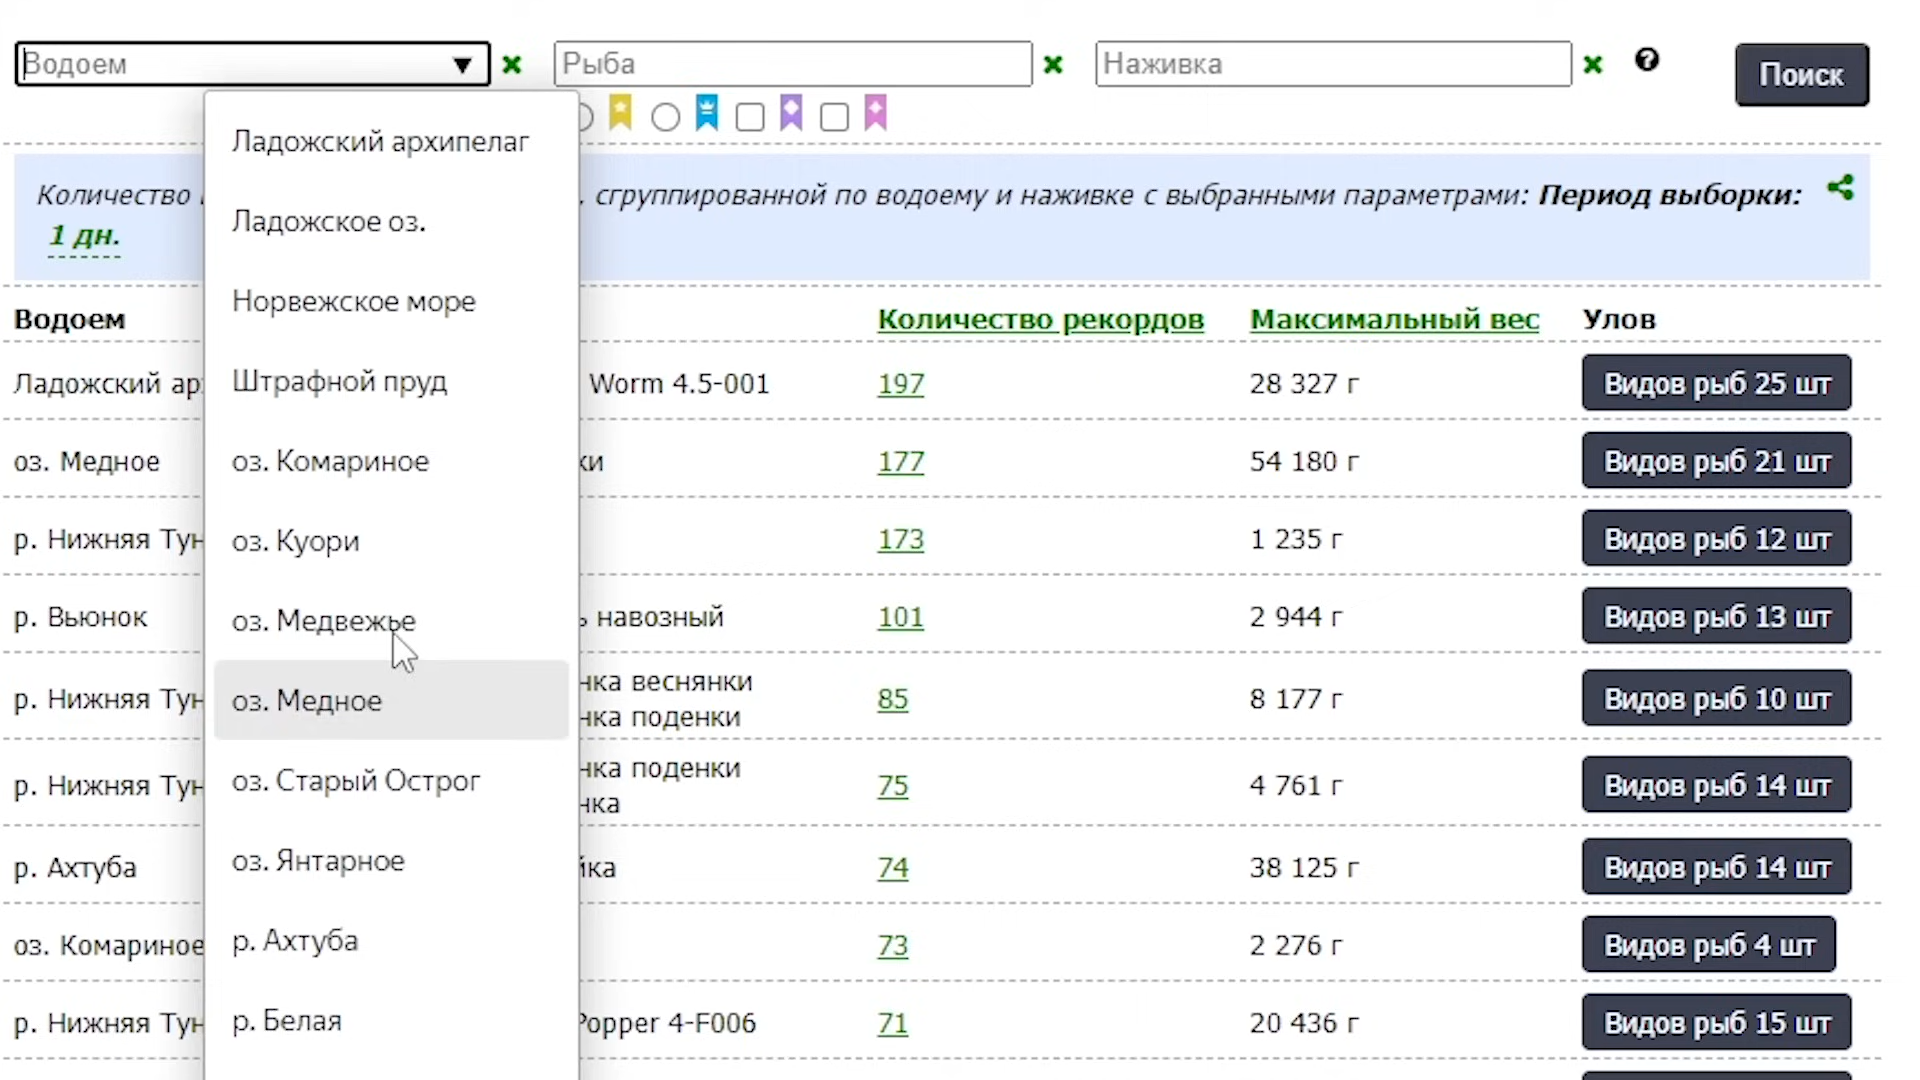 Водоем ▼ Рыба Наживка Поиск
Ладожский архипелаг
Количество . сгруппированной по водоему и наживке с выбранными параметрами: Период выборки:
Ладожское оз.
1 дн.
Норвежское море
Водоем Количество рекордов Максимальный вес Улов
Штрафной пруд
Ладожский Worm 4.5-001 197 28 327 г Видов рыб 25 шт
оз. Комариное
оз. Медное 177 54 180 г Видов рыб 21 шт
оз. Куори
р. Нижняя Тун 173 1 235 г Видов рыб 12 шт
оз. Медвежье
р. Вьюнок навозный 101 2 944 г Видов рыб 13 шт
оз. Медное
р. Нижняя Тун нка веснянки 85 8 177 г Видов рыб 10 шт
нка поденки
оз. Старый Острог
р. Нижняя Тун нка поденки 75 4 761 г Видов рыб 14 шт
нка
оз. Янтарное
р. Ахтуба йка 74 38 125 г Видов рыб 14 шт
р. Ахтуба
оз. Комариное 73 2 276 г Видов рыб 4 шт
р. Белая
р. Нижняя Тун Popper 4-F006 71 20 436 г Видов рыб 15 шт